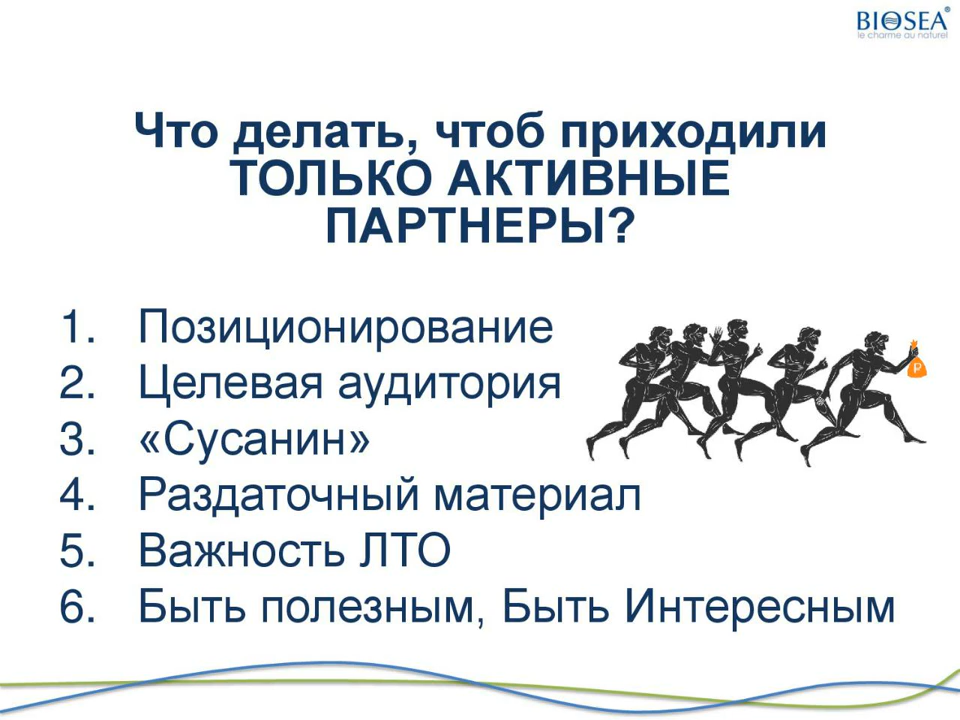 BIOSEA®
le charme au naturel
Что делать, чтоб приходили
ТОЛЬКО АКТИВНЫЕ
ПАРТНЕРЫ?
1. Позиционирование
2. Целевая аудитория
3. «Сусанин»
4. Раздаточный материал
5. Важность ЛТО
6. Быть полезным, Быть Интересным
₽